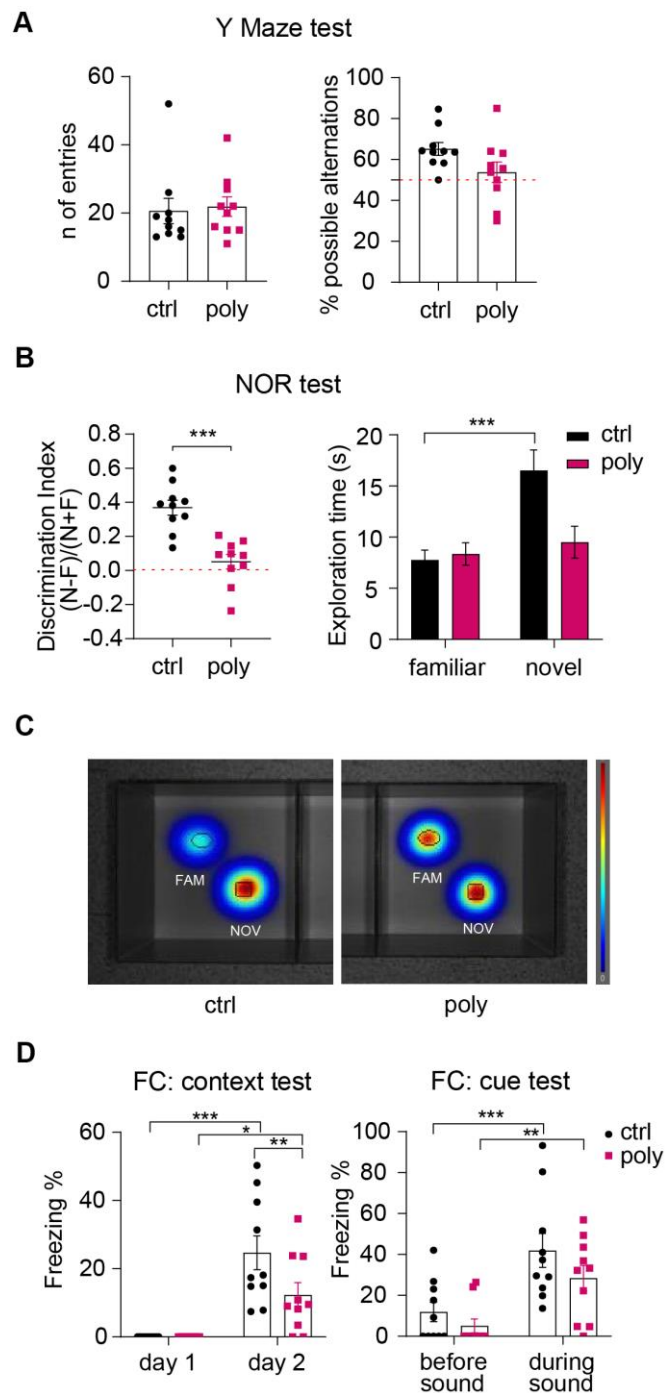 A
Y Maze test
n of entries
60
40
20
0
ctrl
poly
% possible alternations
100
80
60
40
20
0
ctrl
poly
B
NOR test
Discrimination Index
(N-F)/(N+F)
0.8
0.6
0.4
0.2
0.0
-0.2
-0.4
***
ctrl
poly
Exploration time (s)
20
15
10
5
0
***
familiar
novel
ctrl
poly
C
FAM
NOV
FAM
NOV
0
ctrl
poly
D
FC: context test
Freezing %
60
40
20
0
***
*
**
day 1
day 2
FC: cue test
Freezing %
100
80
60
40
20
0
***
**
ctrl
poly
before
sound
during
sound